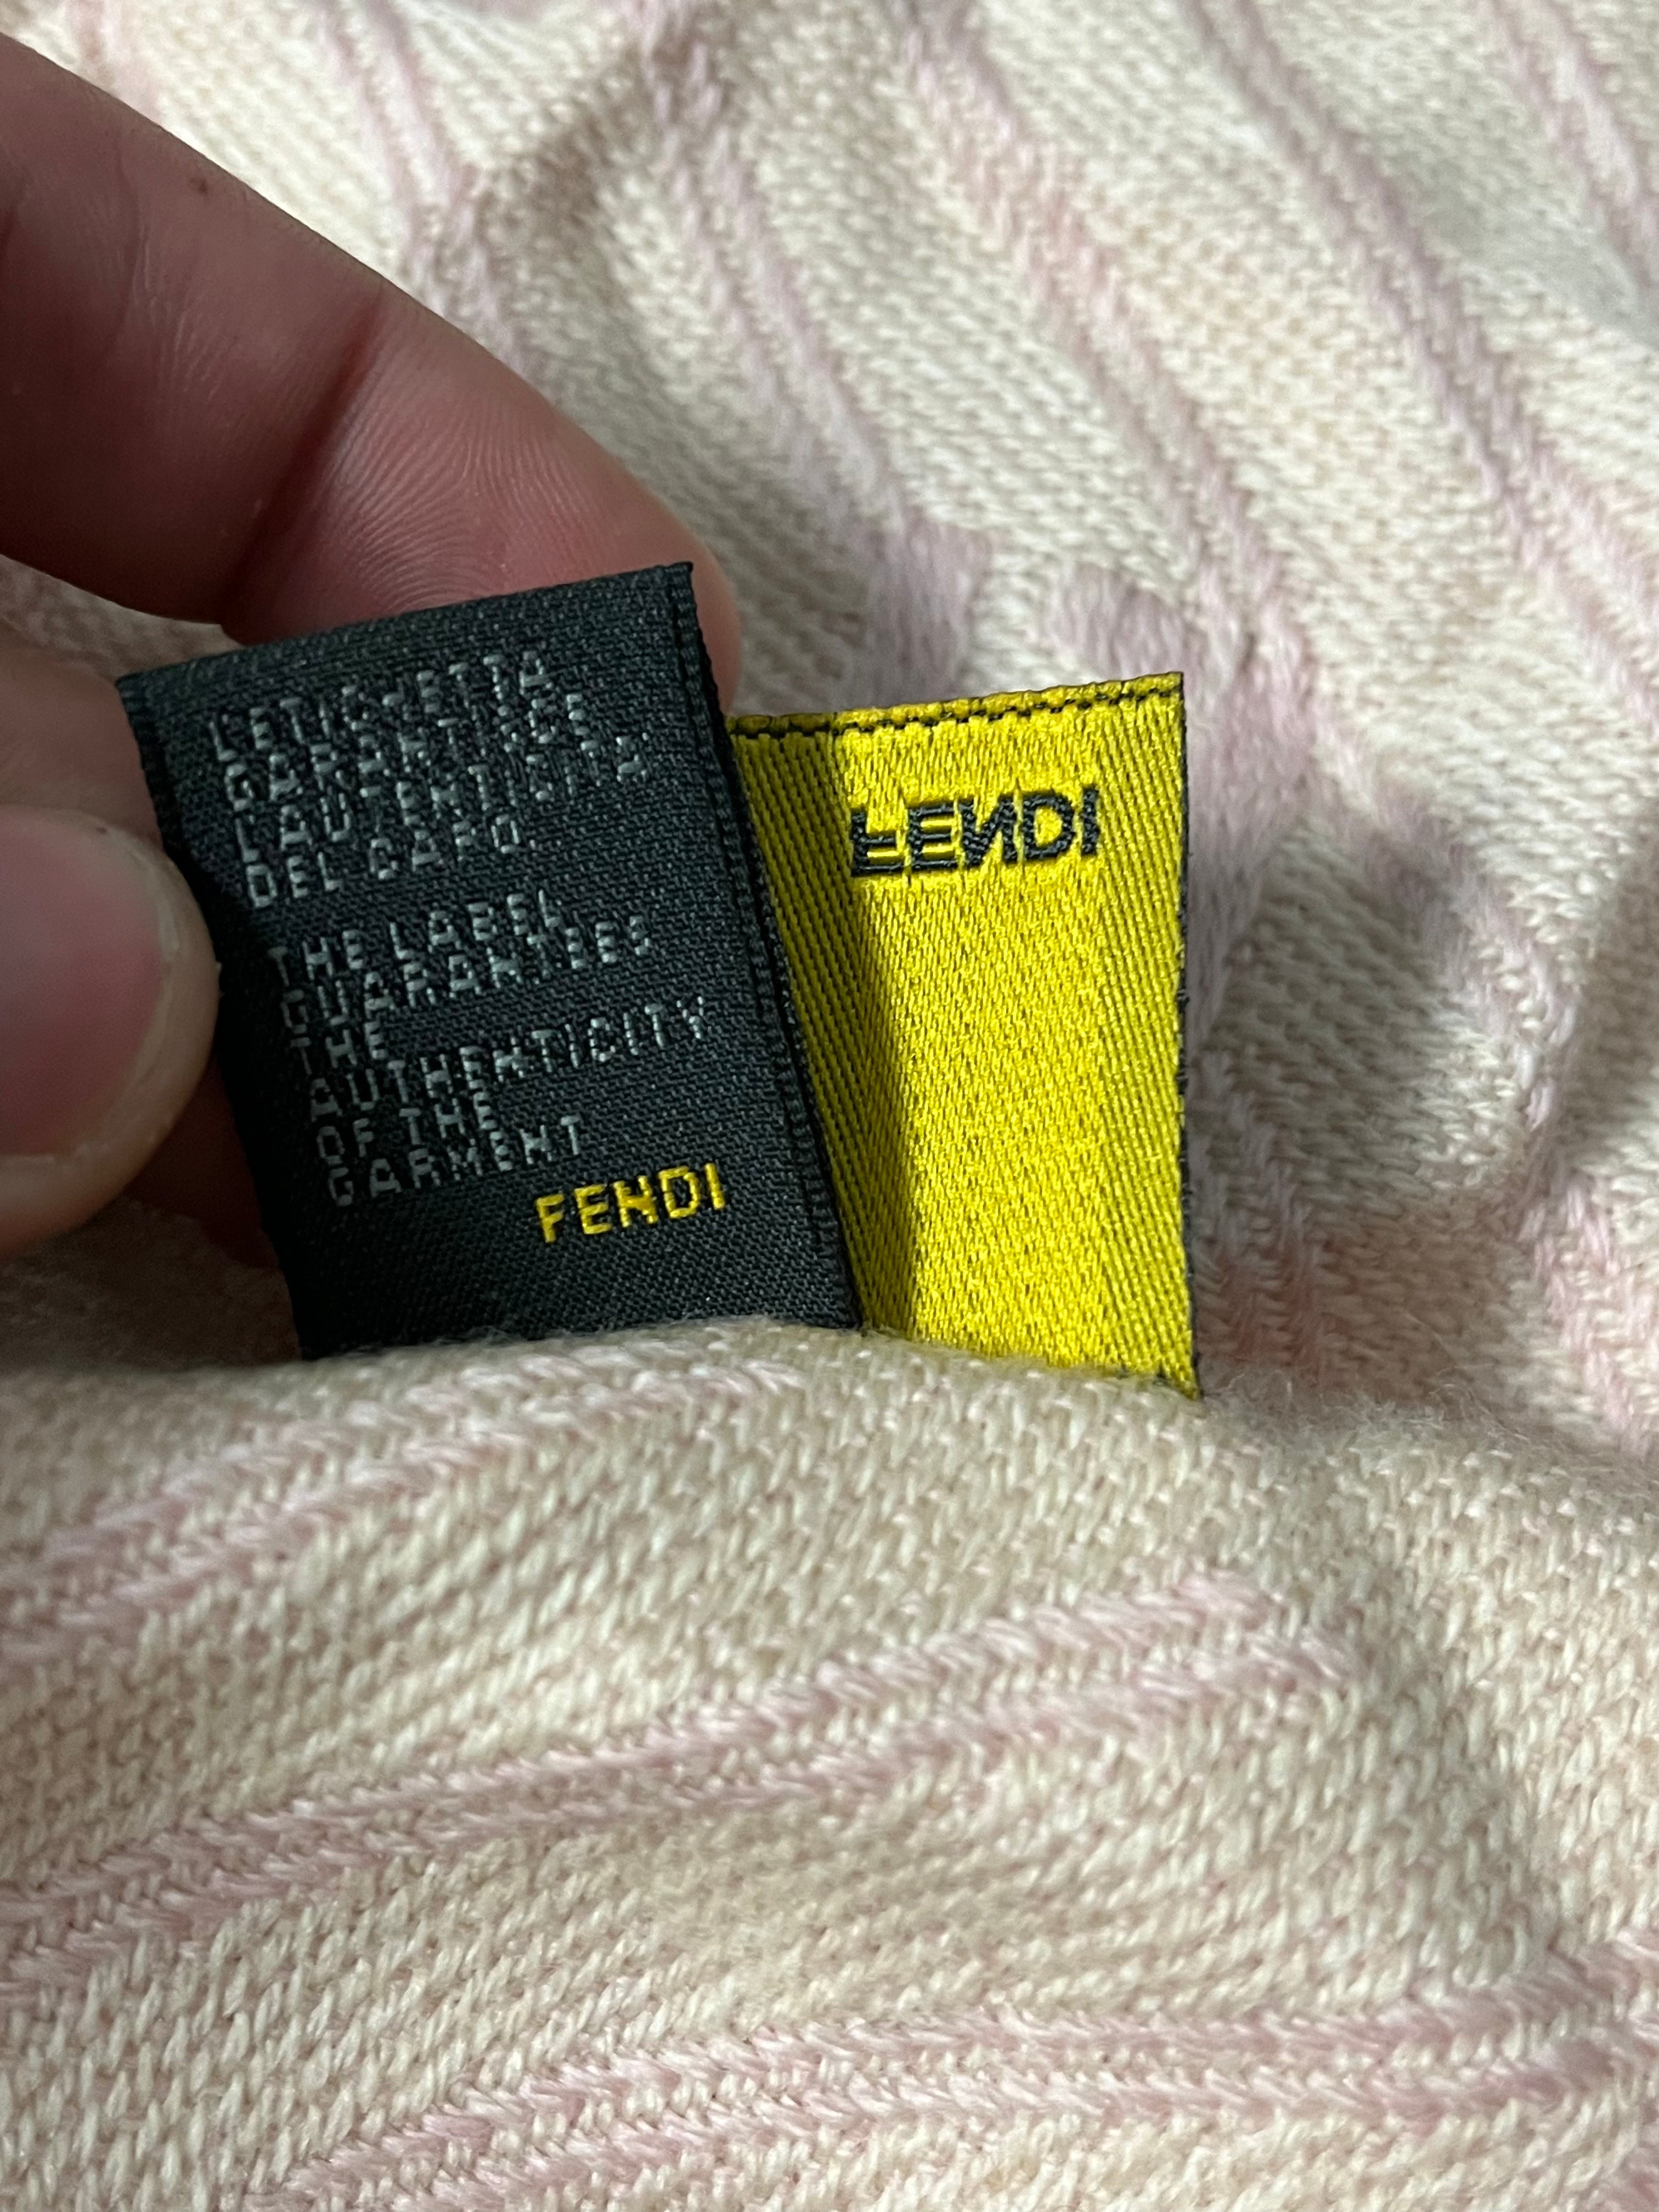 L'ETICHETTA
GARANTISCE
L'AUTENTICITÀ
DEL CAPO
THE LABEL
GUARANTEES
THE
AUTHENTICITY
OF THE
GARMENT
FENDI
FENDI